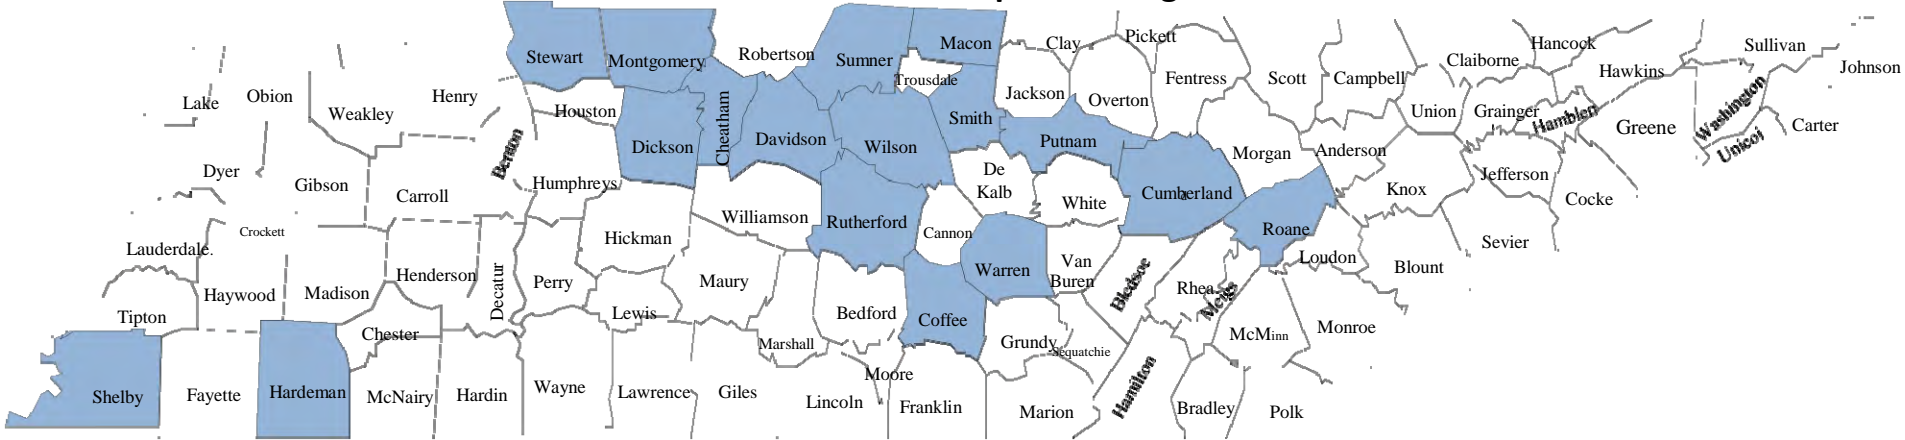 Stewart
Montgomery
Robertson
Sumner
Macon
Trousdale
Clay
Pickett
Fentress
Scott
Campbell
Claiborne
Hancock
Hawkins
Sullivan
Johnson
Lake
Obion
Weakley
Henry
Houston
Benton
Dickson
Cheatham
Davidson
Wilson
Smith
Jackson
Overton
Putnam
Morgan
Anderson
Union
Grainger
Hamblen
Greene
Washington
Unicoi
Carter
Dyer
Gibson
Carroll
Humphreys
Williamson
Rutherford
Cannon
De
Kalb
White
Cumberland
Roane
Knox
Jefferson
Cocke
Sevier
Lauderdale
Crockett
Haywood
Madison
Henderson
Decatur
Perry
Hickman
Lewis
Maury
Bedford
Coffee
Warren
Van
Buren
Bledsoe
Rhea
Meigs
Loudon
Blount
Monroe
McMinn
Tipton
Chester
Marshall
Moore
Grundy
Sequatchie
Hamilton
Shelby
Fayette
Hardeman
McNairy
Hardin
Wayne
Lawrence
Giles
Lincoln
Franklin
Marion
Bradley
Polk